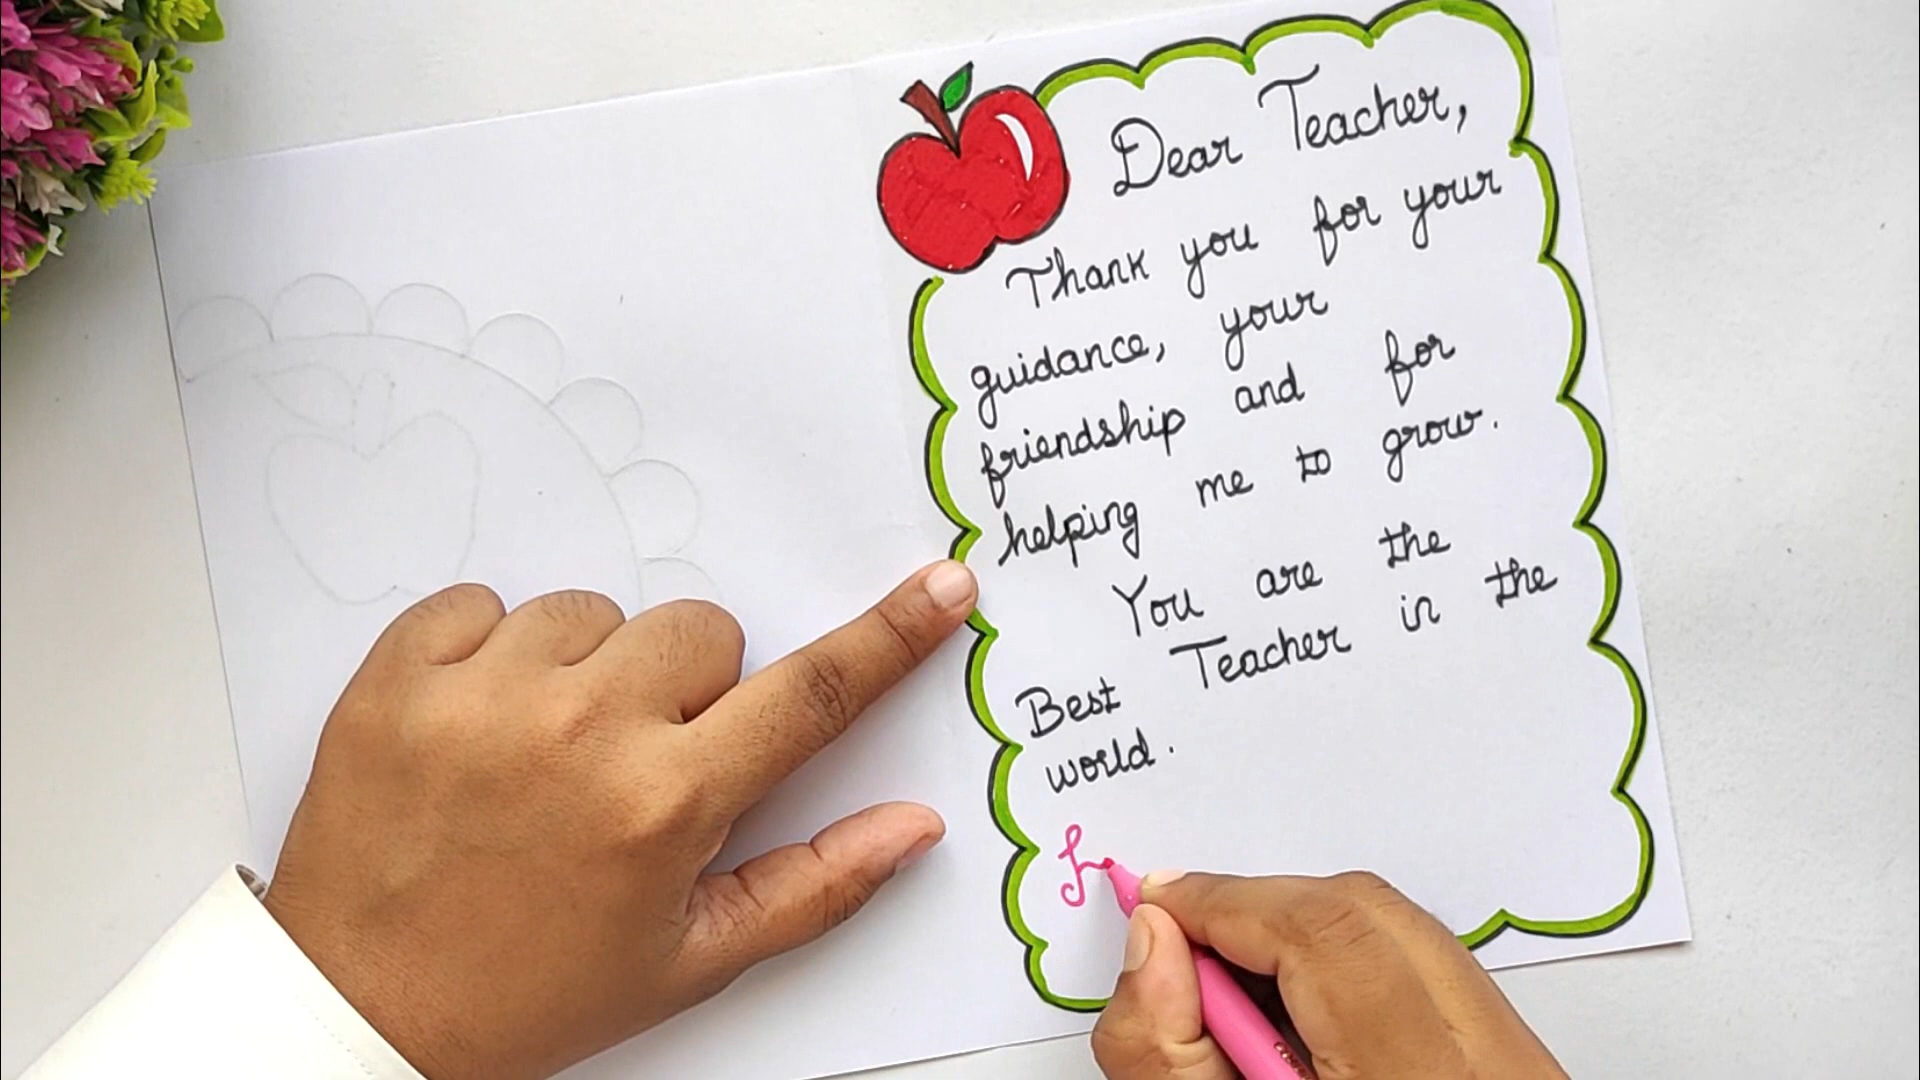 Dear Teacher,
Thank you for your
guidance, your
friendship and for
helping me to grow.
You are the
Best Teacher in the
world.